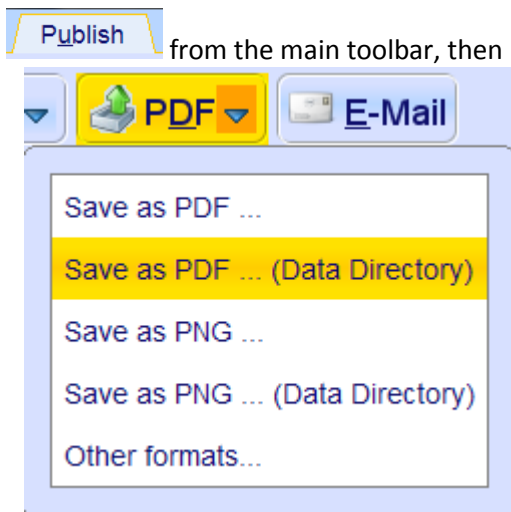 Publish from the main toolbar, then
PDF E-Mail
Save as PDF ...
Save as PDF ... (Data Directory)
Save as PNG ...
Save as PNG ... (Data Directory)
Other formats...